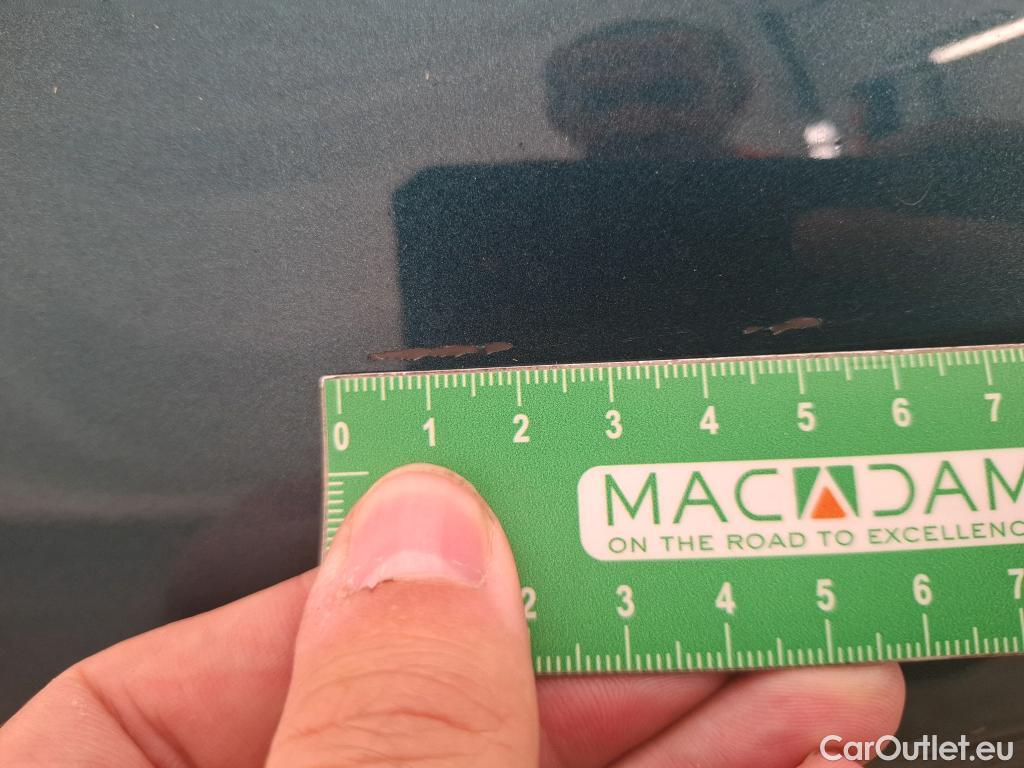 0 1 2 3 4 5 6 7
MACADAM
ON THE ROAD TO EXCELLENC
2 3 4 5 6 7
CarOutlet.eu